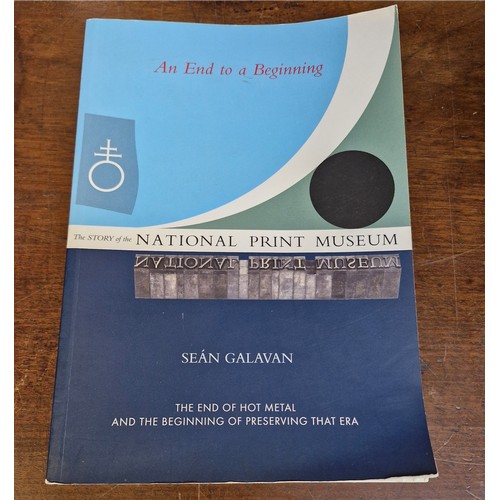 An End to a Beginning
The STORY of the NATIONAL PRINT MUSEUM
NATIONAL PRINT MUSEUM
SEÁN GALAVAN
THE END OF HOT METAL
AND THE BEGINNING OF PRESERVING THAT ERA